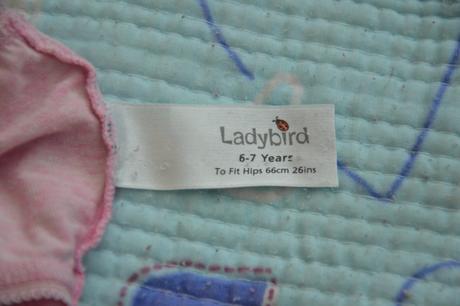 Ladybird
6-7 Years
To Fit Hips 66cm 26ins